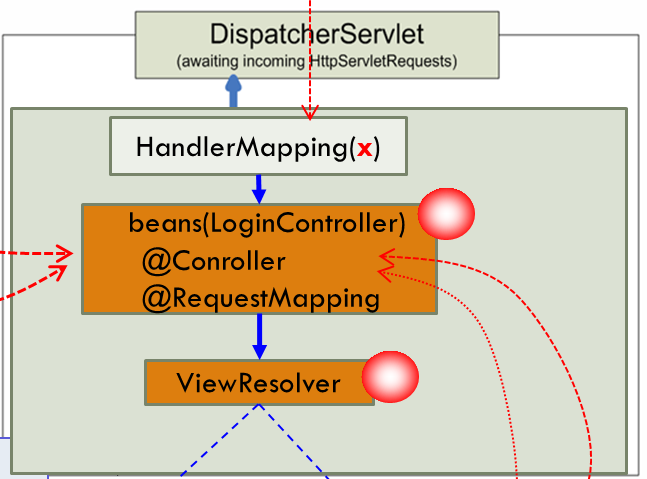 DispatcherServlet
(awaiting incoming HttpServletRequests)
HandlerMapping(x)
beans(LoginController)
@Conroller
@RequestMapping
ViewResolver